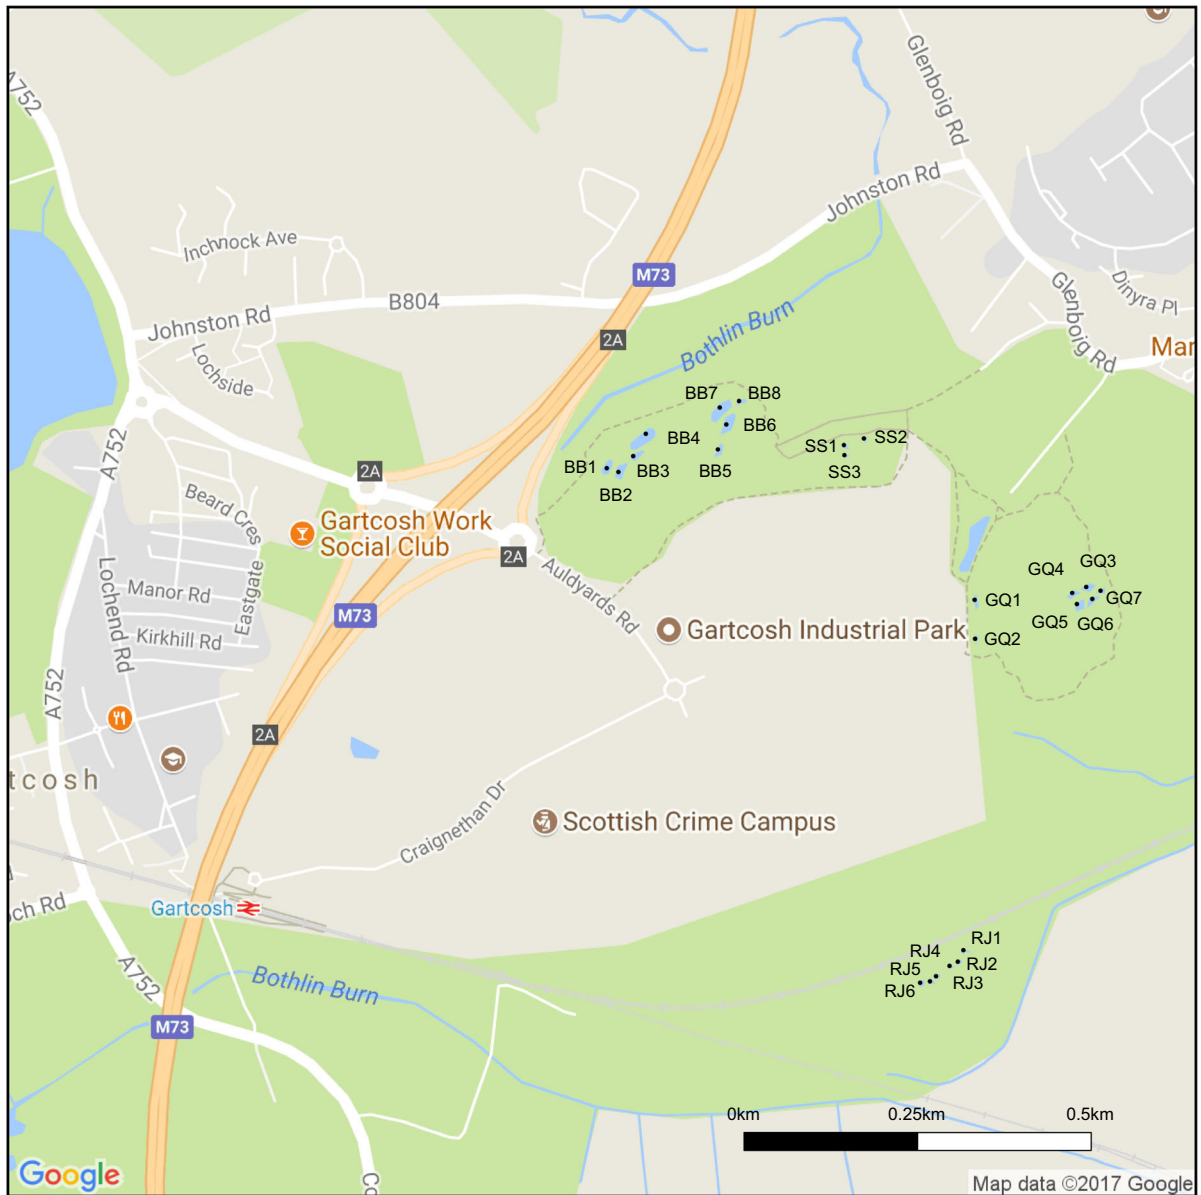 A752
Glenboig Rd
Johnston Rd
Inchnock Ave
M73
Dinyra Pl
B804
Johnston Rd
Bothlin Burn
2A
Glenboig Rd
Mar
Lochside
BB7
BB8
BB6
BB4
SS1
SS2
A752
2A
BB1
BB3
BB5
SS3
BB2
Beard Cres
Gartcosh Work
Social Club
2A
Lochend Rd
Eastgate
Auldyards Rd
GQ3
GQ4
Manor Rd
GQ1
GQ7
M73
Kirkhill Rd
Gartcosh Industrial Park
GQ5
GQ6
GQ2
A752
2A
tcosh
Craignethan Dr
Scottish Crime Campus
och Rd
Gartcosh
RJ1
RJ4
RJ2
RJ5
RJ3
RJ6
A752
Bothlin Burn
M73
0km
0.25km
0.5km
Co
Google
Map data ©2017 Google